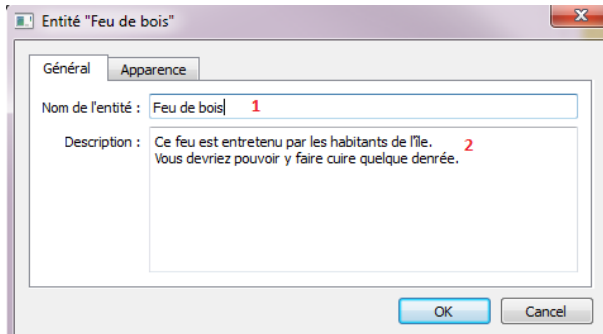 Entité "Feu de bois"
Général Apparence
Nom de l'entité : Feu de bois 1
Description : Ce feu est entretenu par les habitants de l'île. 2
Vous devriez pouvoir y faire cuire quelque denrée.
OK Cancel